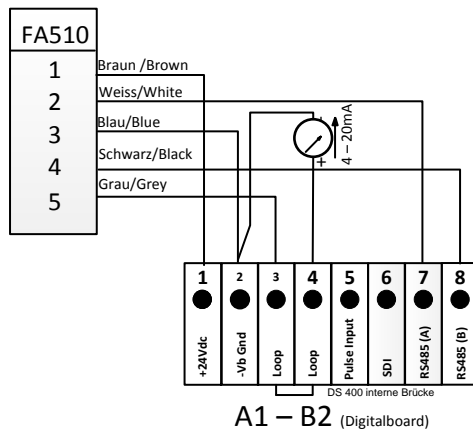 FA510
1 Braun /Brown
2 Weiss/White
3 Blau/Blue
4 Schwarz/Black
5 Grau/Grey
-
+
4 – 20mA
1 2 3 4 5 6 7 8
+24Vdc
-Vb Gnd
Loop
Loop
Pulse Input
SDI
RS485 (A)
RS485 (B)
DS 400 interne Brücke
A1 – B2 (Digitalboard)